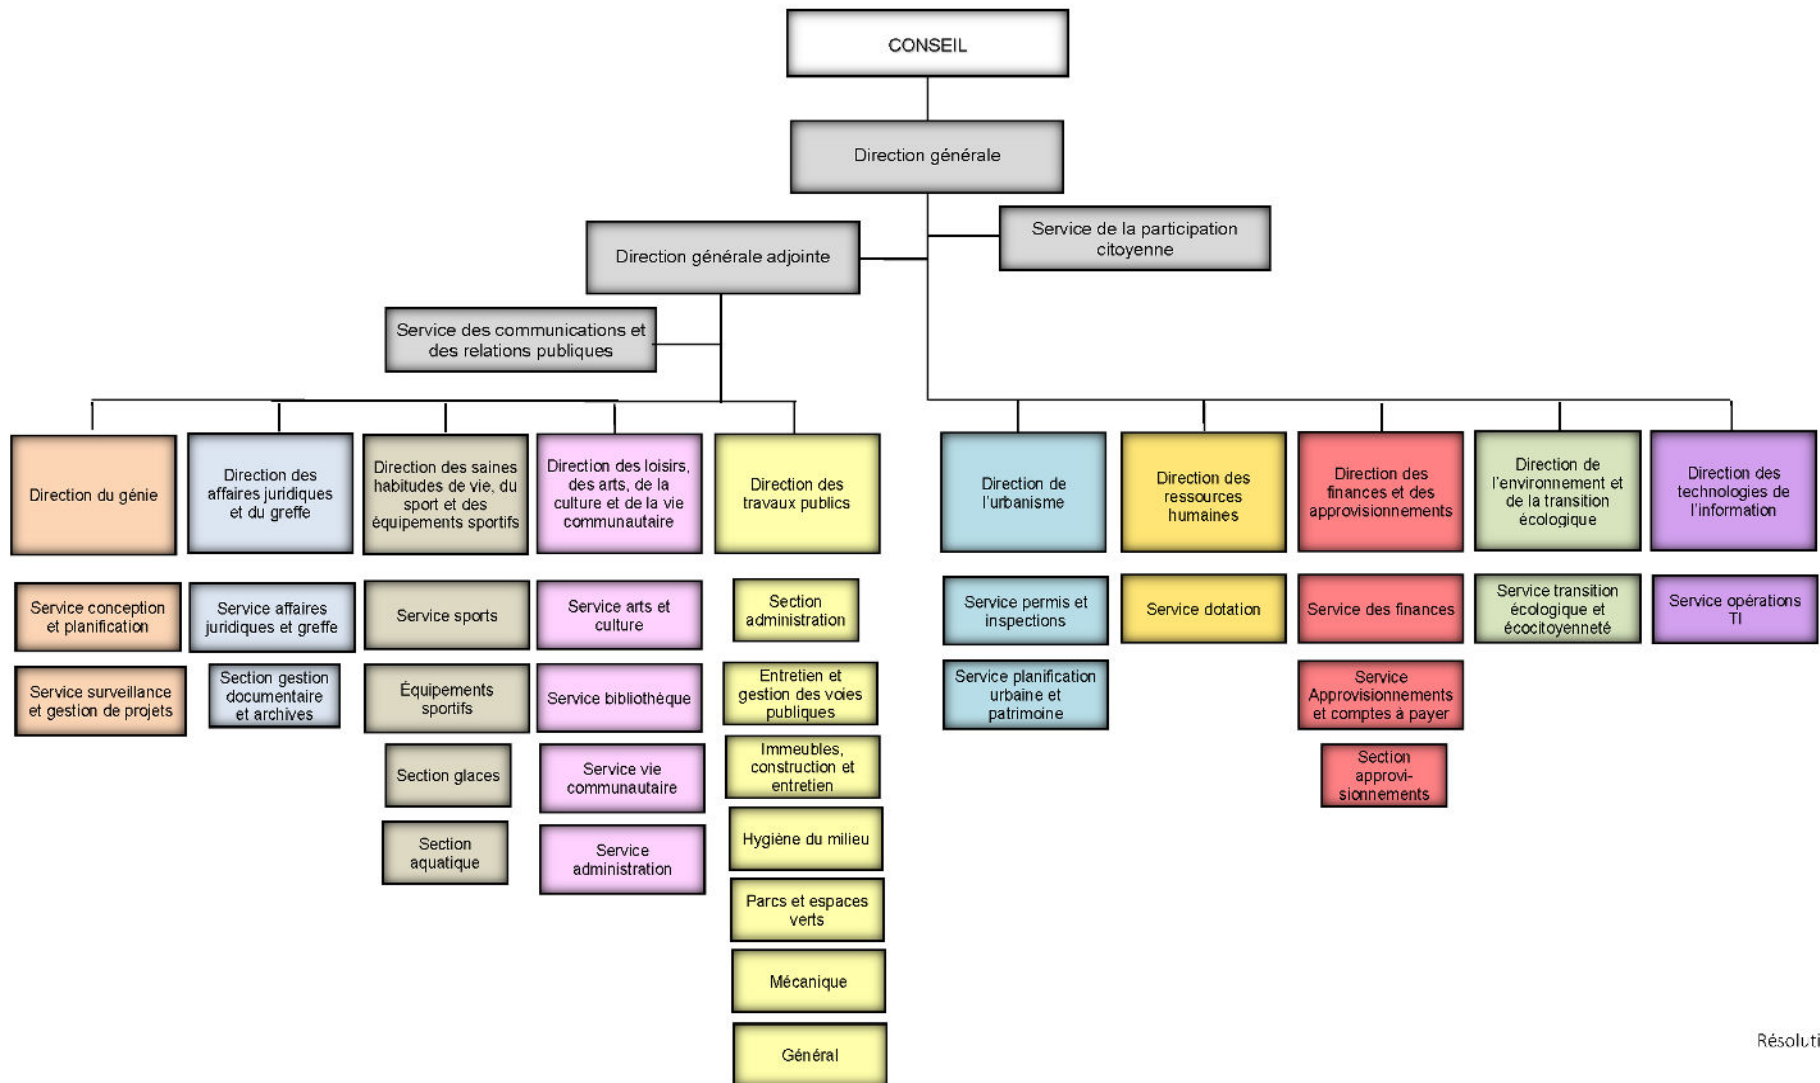 CONSEIL
Direction générale
Service de la participation
citoyenne
Direction générale adjointe
Service des communications et
des relations publiques
Direction du génie
Direction des
affaires juridiques
et du greffe
Direction des saines
habitudes de vie, du
sport et des
équipements sportifs
Direction des loisirs,
des arts, de la
culture et de la vie
communautaire
Direction des
travaux publics
Direction de
l'urbanisme
Direction des
ressources
humaines
Direction des
finances et des
approvisionnements
Direction de
l'environnement et
de la transition
écologique
Direction des
technologies de
l'information
Service conception
et planification
Service surveillance
et gestion de projets
Service affaires
juridiques et greffe
Section gestion
documentaire
et archives
Service sports
Équipements
sportifs
Section glaces
Section
aquatique
Service arts et
culture
Service bibliothèque
Service vie
communautaire
Service
administration
Section
administration
Entretien et
gestion des voies
publiques
Immeubles,
construction et
entretien
Hygiène du milieu
Parcs et espaces
verts
Mécanique
Général
Service permis et
inspections
Service planification
urbaine et
patrimoine
Service dotation
Service des finances
Service
Approvisionnements
et comptes à payer
Section
approvi-
sionnements
Service transition
écologique et
écocitoyenneté
Service opérations
TI
Résoluti